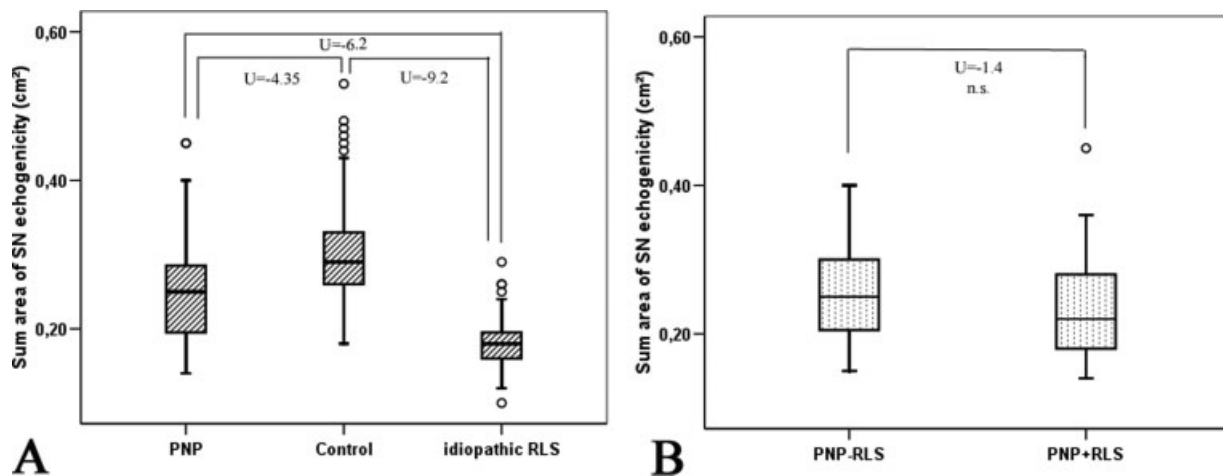 Sum area of SN echogenicity (cm²)
0,60
0,40
0,20
U=-6.2
U=-4.35
U=-9.2
PNP
Control
idiopathic RLS
A
Sum area of SN echogenicity (cm²)
0,60
0,40
0,20
U=-1.4
n.s.
PNP-RLS
PNP+RLS
B